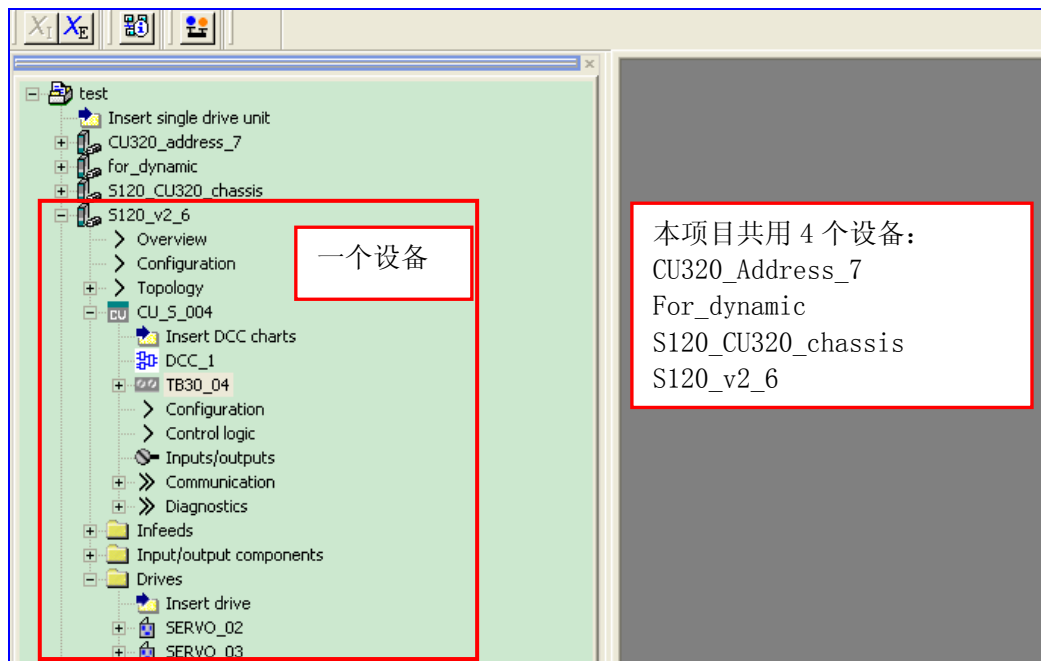 XI XE
test
Insert single drive unit
CU320_address_7
for_dynamic
S120_CU320_chassis
S120_v2_6
Overview
Configuration
Topology
CU_S_004
Insert DCC charts
DCC_1
TB30_04
Configuration
Control logic
Inputs/outputs
Communication
Diagnostics
Infeeds
Input/output components
Drives
Insert drive
SERVO_02
SERVO_03
一个设备
本项目共用 4 个设备：
CU320_Address_7
For_dynamic
S120_CU320_chassis
S120_v2_6